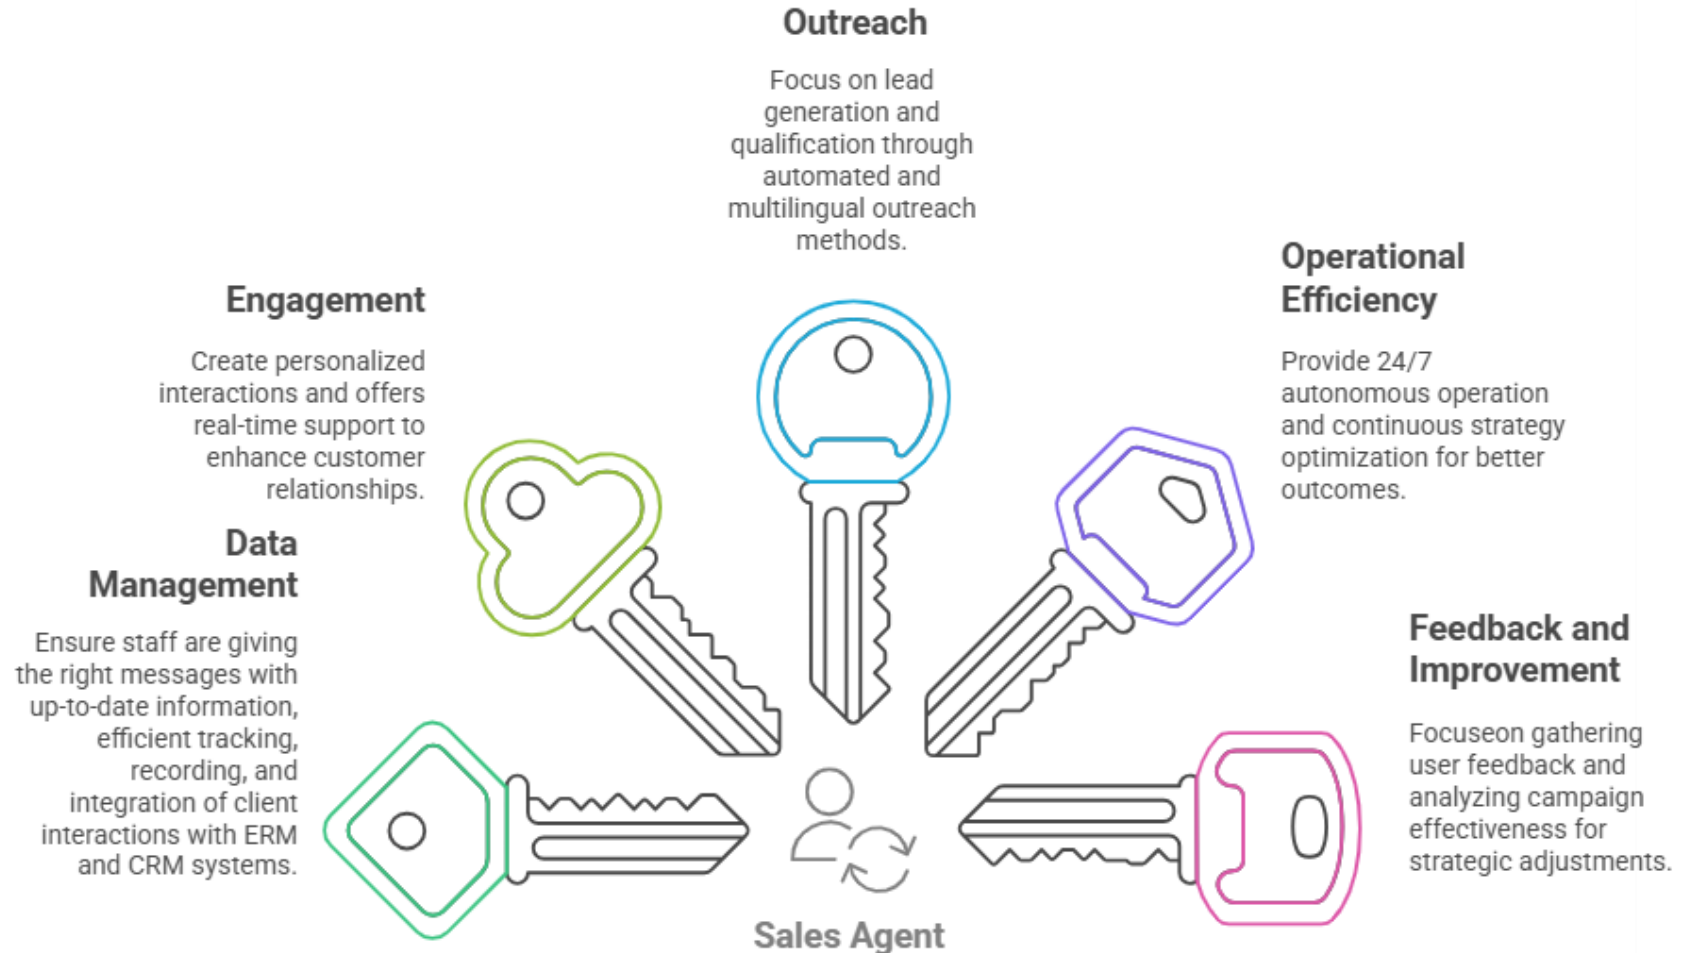 Outreach
Focus on lead
generation and
qualification through
automated and
multilingual outreach
methods.
Engagement
Create personalized
interactions and offers
real-time support to
enhance customer
relationships.
Operational
Efficiency
Provide 24/7
autonomous operation
and continuous strategy
optimization for better
outcomes.
Data
Management
Ensure staff are giving
the right messages with
up-to-date information,
efficient tracking,
recording, and
integration of client
interactions with ERM
and CRM systems.
Feedback and
Improvement
Focuseon gathering
user feedback and
analyzing campaign
effectiveness for
strategic adjustments.
Sales Agent